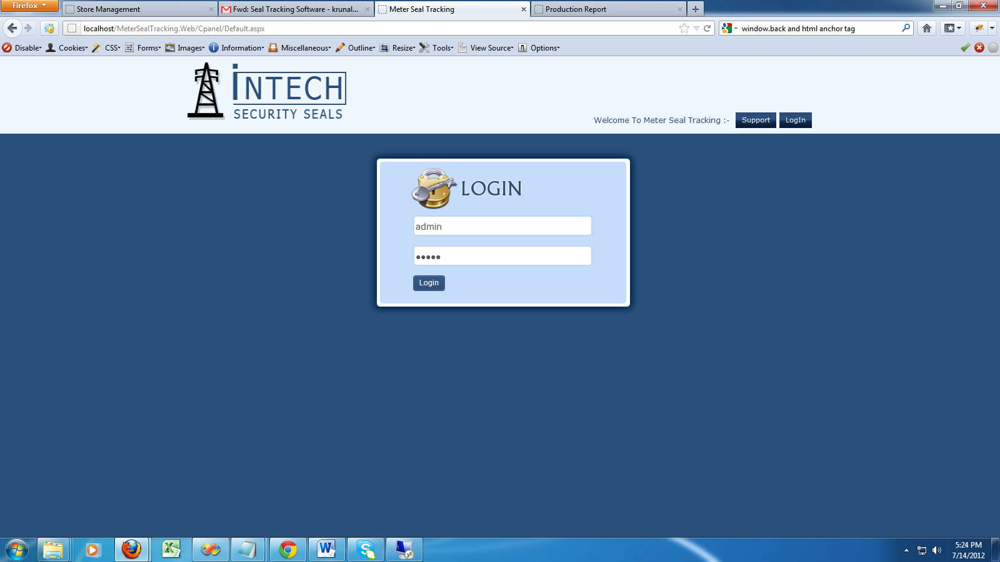 Firefox
Store Management
Fwd: Seal Tracking Software - krunal...
Meter Seal Tracking
Production Report
localhost/MeterSealTracking.Web/Cpanel/Default.aspx
window.back and html anchor tag
Disable Cookies CSS Forms Images Information Miscellaneous Outline Resize Tools View Source Options
INTECH
SECURITY SEALS
Welcome To Meter Seal Tracking :- Support LogIn
LOGIN
admin
•••••
Login
5:24 PM
7/14/2012